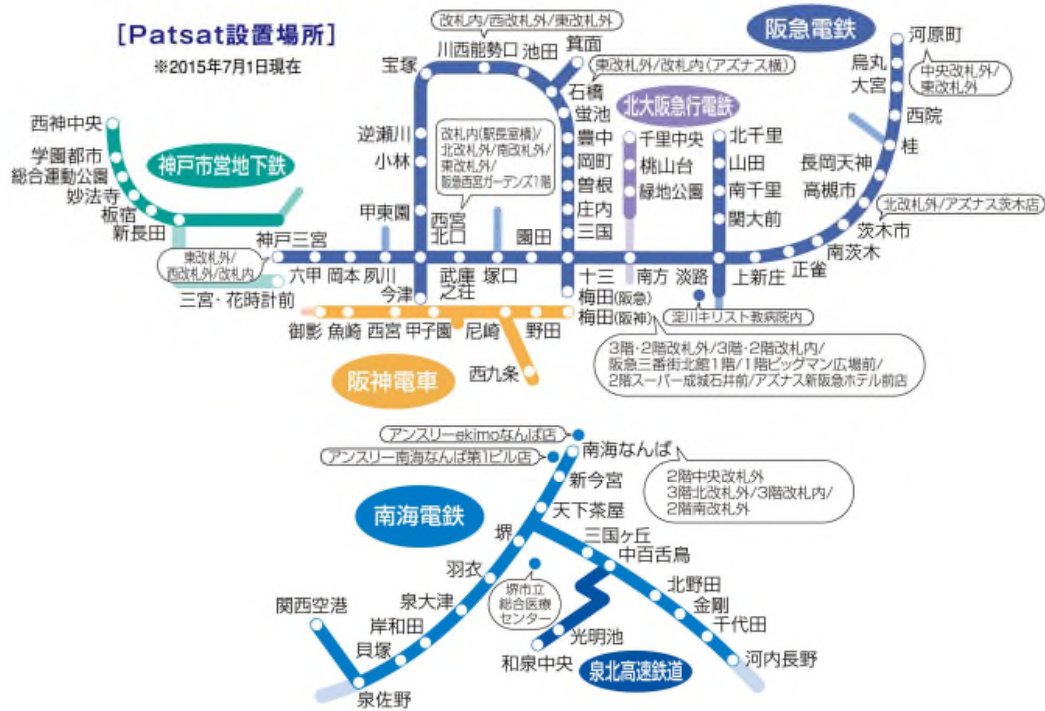 [Patsat設置場所]
※2015年7月1日現在
改札内/西改札外/東改札外
川西能勢口
池田
箕面
宝塚
東改札外/改札内(アズナス横)
石橋
蛍池
阪急電鉄
河原町
烏丸
大宮
中央改札外/
東改札外
西院
桂
長岡天神
高槻市
北改札外/アズナス茨木店
茨木市
南茨木
正雀
上新庄
北大阪急行電鉄
千里中央
桃山台
緑地公園
北千里
山田
南千里
関大前
西神中央
学園都市
総合運動公園
妙法寺
板宿
新長田
神戸市営地下鉄
逆瀬川
小林
甲東園
改札内(駅長室横)/
北改札外/南改札外/
東改札外/
阪急西宮ガーデンズ1階
西宮
北口
園田
豊中
岡町
曽根
庄内
三国
神戸三宮
東改札外/
西改札外/改札内
三宮・花時計前
六甲
岡本
夙川
今津
武庫
之荘
塚口
十三
南方
淡路
梅田(阪急)
梅田(阪神)
淀川キリスト教病院内
御影
魚崎
西宮
甲子園
尼崎
野田
西九条
阪神電車
3階・2階改札外/3階・2階改札内/
阪急三番街北館1階/1階ビッグマン広場前/
2階スーパー成城石井前/アズナス新阪急ホテル前店
アンスリーekimoなんば店
アンスリー南海なんば第1ビル店
南海なんば
2階中央改札外
3階北改札外/3階改札内/
2階南改札外
新今宮
天下茶屋
南海電鉄
堺
三国ヶ丘
中百舌鳥
羽衣
堺市立
総合医療
センター
北野田
金剛
千代田
河内長野
関西空港
泉大津
岸和田
貝塚
泉佐野
光明池
和泉中央
泉北高速鉄道